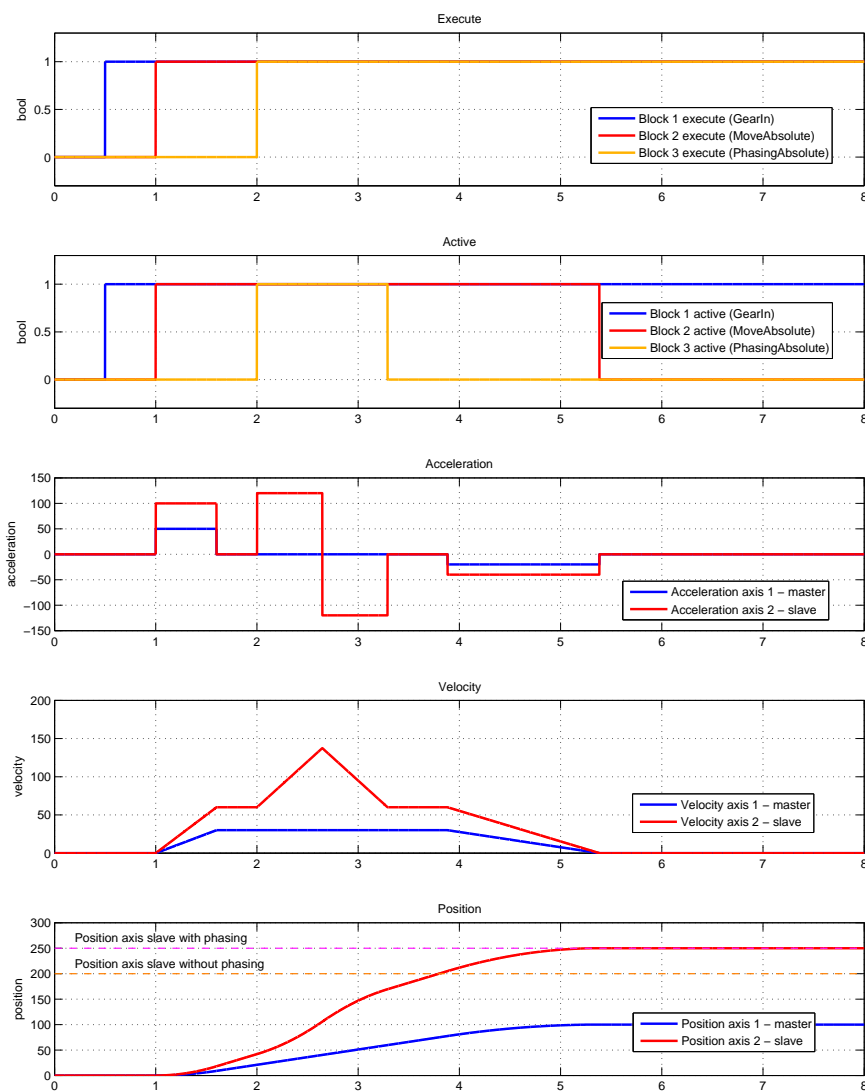 Execute
1
0.5
0
bool
Block 1 execute (GearIn)
Block 2 execute (MoveAbsolute)
Block 3 execute (PhasingAbsolute)
0 1 2 3 4 5 6 7 8
Active
1
0.5
0
bool
Block 1 active (GearIn)
Block 2 active (MoveAbsolute)
Block 3 active (PhasingAbsolute)
0 1 2 3 4 5 6 7 8
Acceleration
150
100
50
0
−50
−100
−150
acceleration
Acceleration axis 1 − master
Acceleration axis 2 − slave
0 1 2 3 4 5 6 7 8
Velocity
200
150
100
50
0
velocity
Velocity axis 1 − master
Velocity axis 2 − slave
0 1 2 3 4 5 6 7 8
Position
300
250
200
150
100
50
0
position
Position axis slave with phasing
Position axis slave without phasing
Position axis 1 − master
Position axis 2 − slave
0 1 2 3 4 5 6 7 8